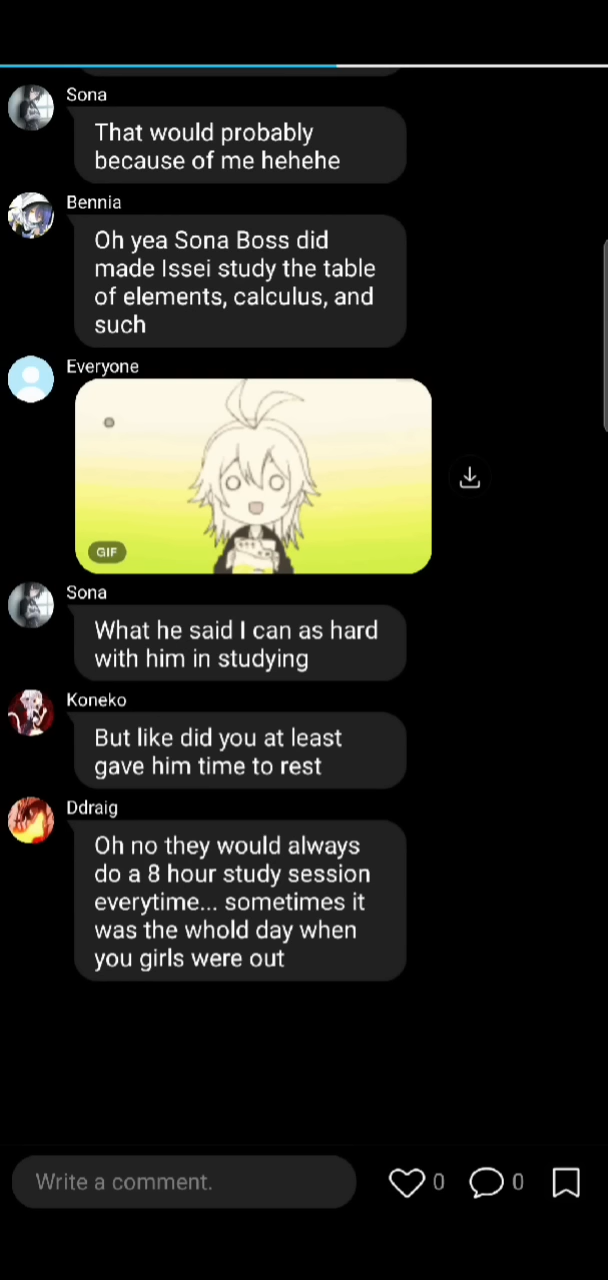 Sona
That would probably
because of me hehehe
Bennia
Oh yea Sona Boss did
made Issei study the table
of elements, calculus, and
such
Everyone
GIF
Sona
What he said I can as hard
with him in studying
Koneko
But like did you at least
gave him time to rest
Ddraig
Oh no they would always
do a 8 hour study session
everytime... sometimes it
was the whold day when
you girls were out
Write a comment.
0
0